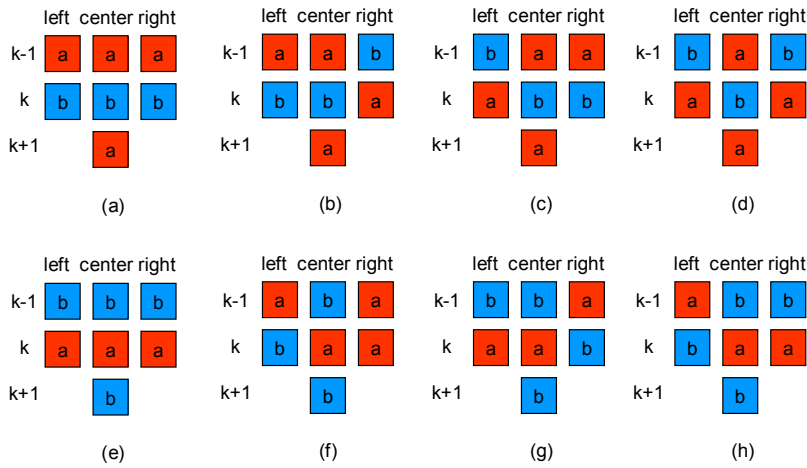 left center right
k-1 a a a
k b b b
k+1 a
(a)
left center right
k-1 a a b
k b b a
k+1 a
(b)
left center right
k-1 b a a
k a b b
k+1 a
(c)
left center right
k-1 b a b
k a b a
k+1 a
(d)
left center right
k-1 b b b
k a a a
k+1 b
(e)
left center right
k-1 a b a
k b a a
k+1 b
(f)
left center right
k-1 b b a
k a a b
k+1 b
(g)
left center right
k-1 a b b
k b a a
k+1 b
(h)